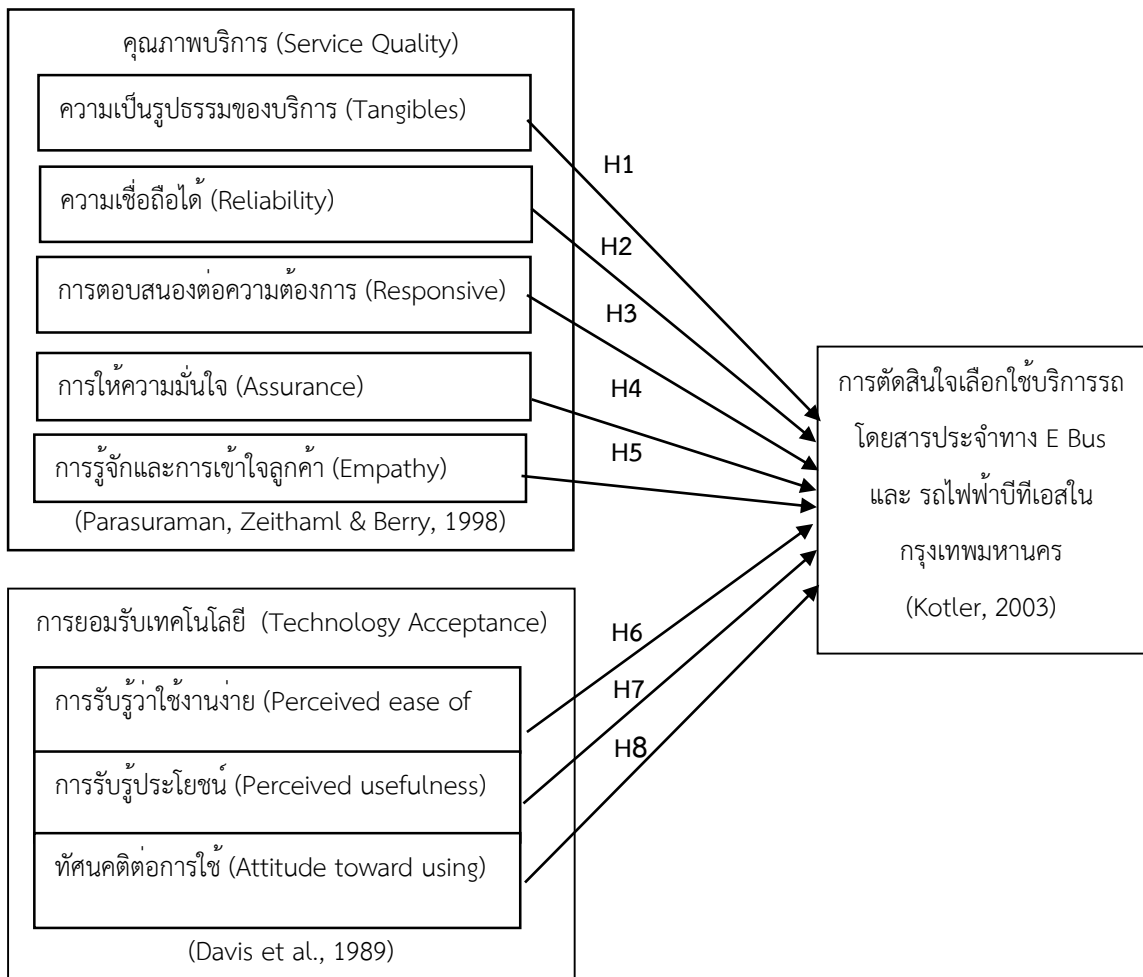 คุณภาพบริการ (Service Quality)
ความเป็นรูปธรรมของบริการ (Tangibles)
ความเชื่อถือได้ (Reliability)
การตอบสนองต่อความต้องการ (Responsive)
การให้ความมั่นใจ (Assurance)
การรู้จักและการเข้าใจลูกค้า (Empathy)
(Parasuraman, Zeithaml & Berry, 1998)
H1
H2
H3
H4
H5
การยอมรับเทคโนโลยี (Technology Acceptance)
การรับรู้ว่าใช้งานง่าย (Perceived ease of
การรับรู้ประโยชน์ (Perceived usefulness)
ทัศนคติต่อการใช้ (Attitude toward using)
(Davis et al., 1989)
H6
H7
H8
การตัดสินใจเลือกใช้บริการรถ
โดยสารประจำทาง E Bus
และ รถไฟฟ้าบีทีเอสใน
กรุงเทพมหานคร
(Kotler, 2003)